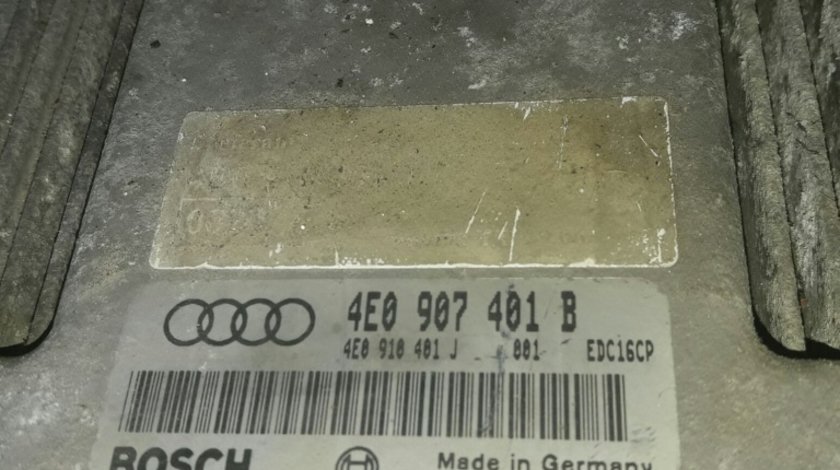 4E0 907 401 B
4E0 910 401 J 001 EDC16CP
BOSCH Made in Germany